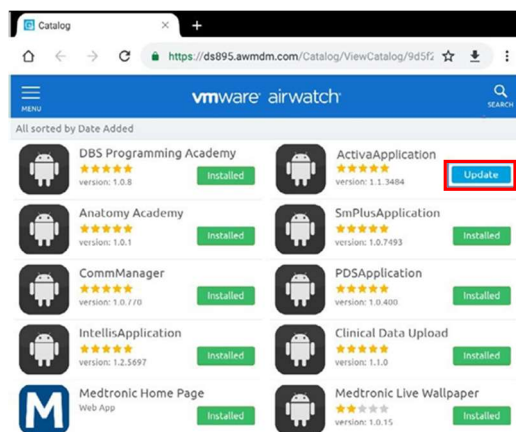 Catalog
https://ds895.awmdm.com/Catalog/ViewCatalog/9d5f2
MENU
vmware airwatch
SEARCH
All sorted by Date Added
DBS Programming Academy
version: 1.0.8
Installed
ActivaApplication
version: 1.1.3484
Update
Anatomy Academy
version: 1.0.1
Installed
SmPlusApplication
version: 1.0.7493
Installed
CommManager
version: 1.0.770
Installed
PDSApplication
version: 1.0.400
Installed
IntellisApplication
version: 1.2.5697
Installed
Clinical Data Upload
version: 1.1.0
Installed
M
Medtronic Home Page
Web App
Installed
Medtronic Live Wallpaper
version: 1.0.15
Installed